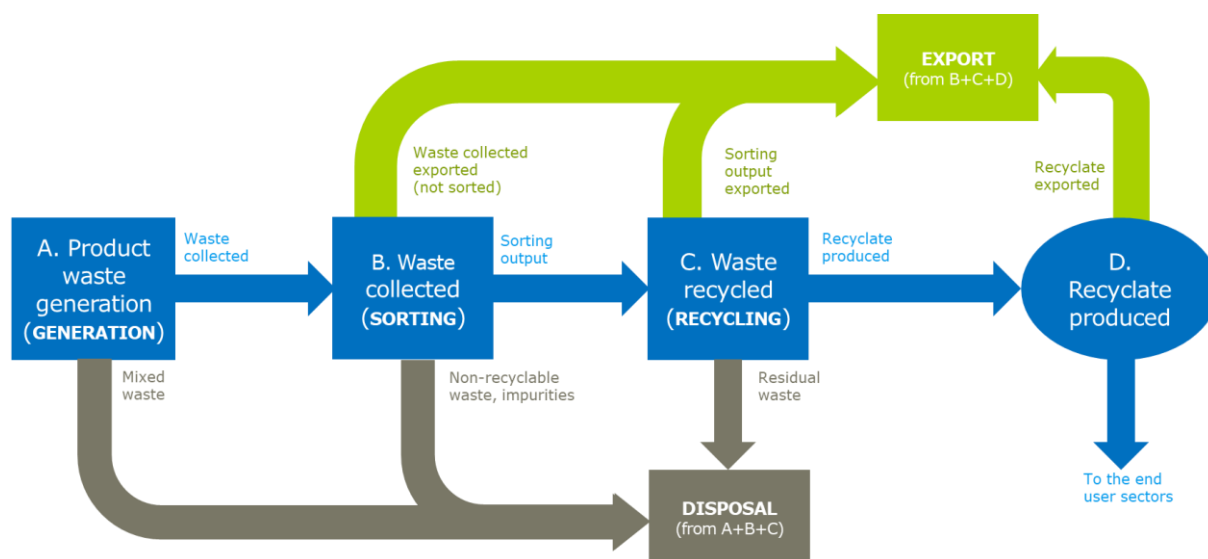 EXPORT
(from B+C+D)
Waste collected
exported
(not sorted)
Sorting
output
exported
Recyclate
exported
A. Product
waste
generation
(GENERATION)
Waste
collected
B. Waste
collected
(SORTING)
Sorting
output
C. Waste
recycled
(RECYCLING)
Recyclate
produced
D.
Recyclate
produced
Mixed
waste
Non-recyclable
waste, impurities
Residual
waste
DISPOSAL
(from A+B+C)
To the end
user sectors